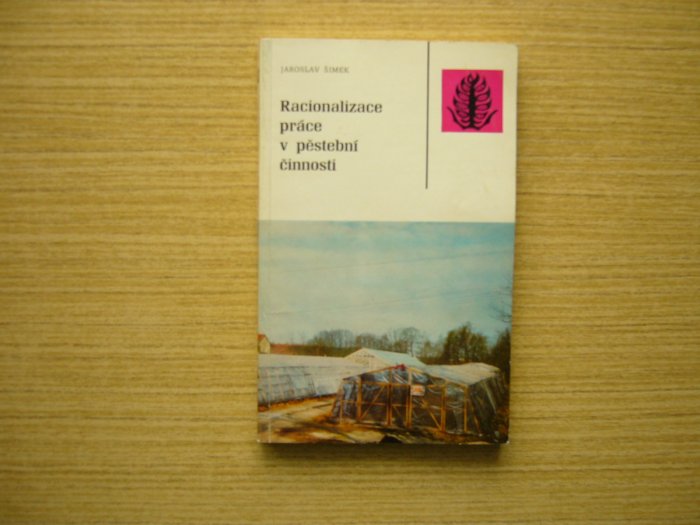 JAROSLAV ŠIMEK
Racionalizace
práce
v pěstební
činnosti